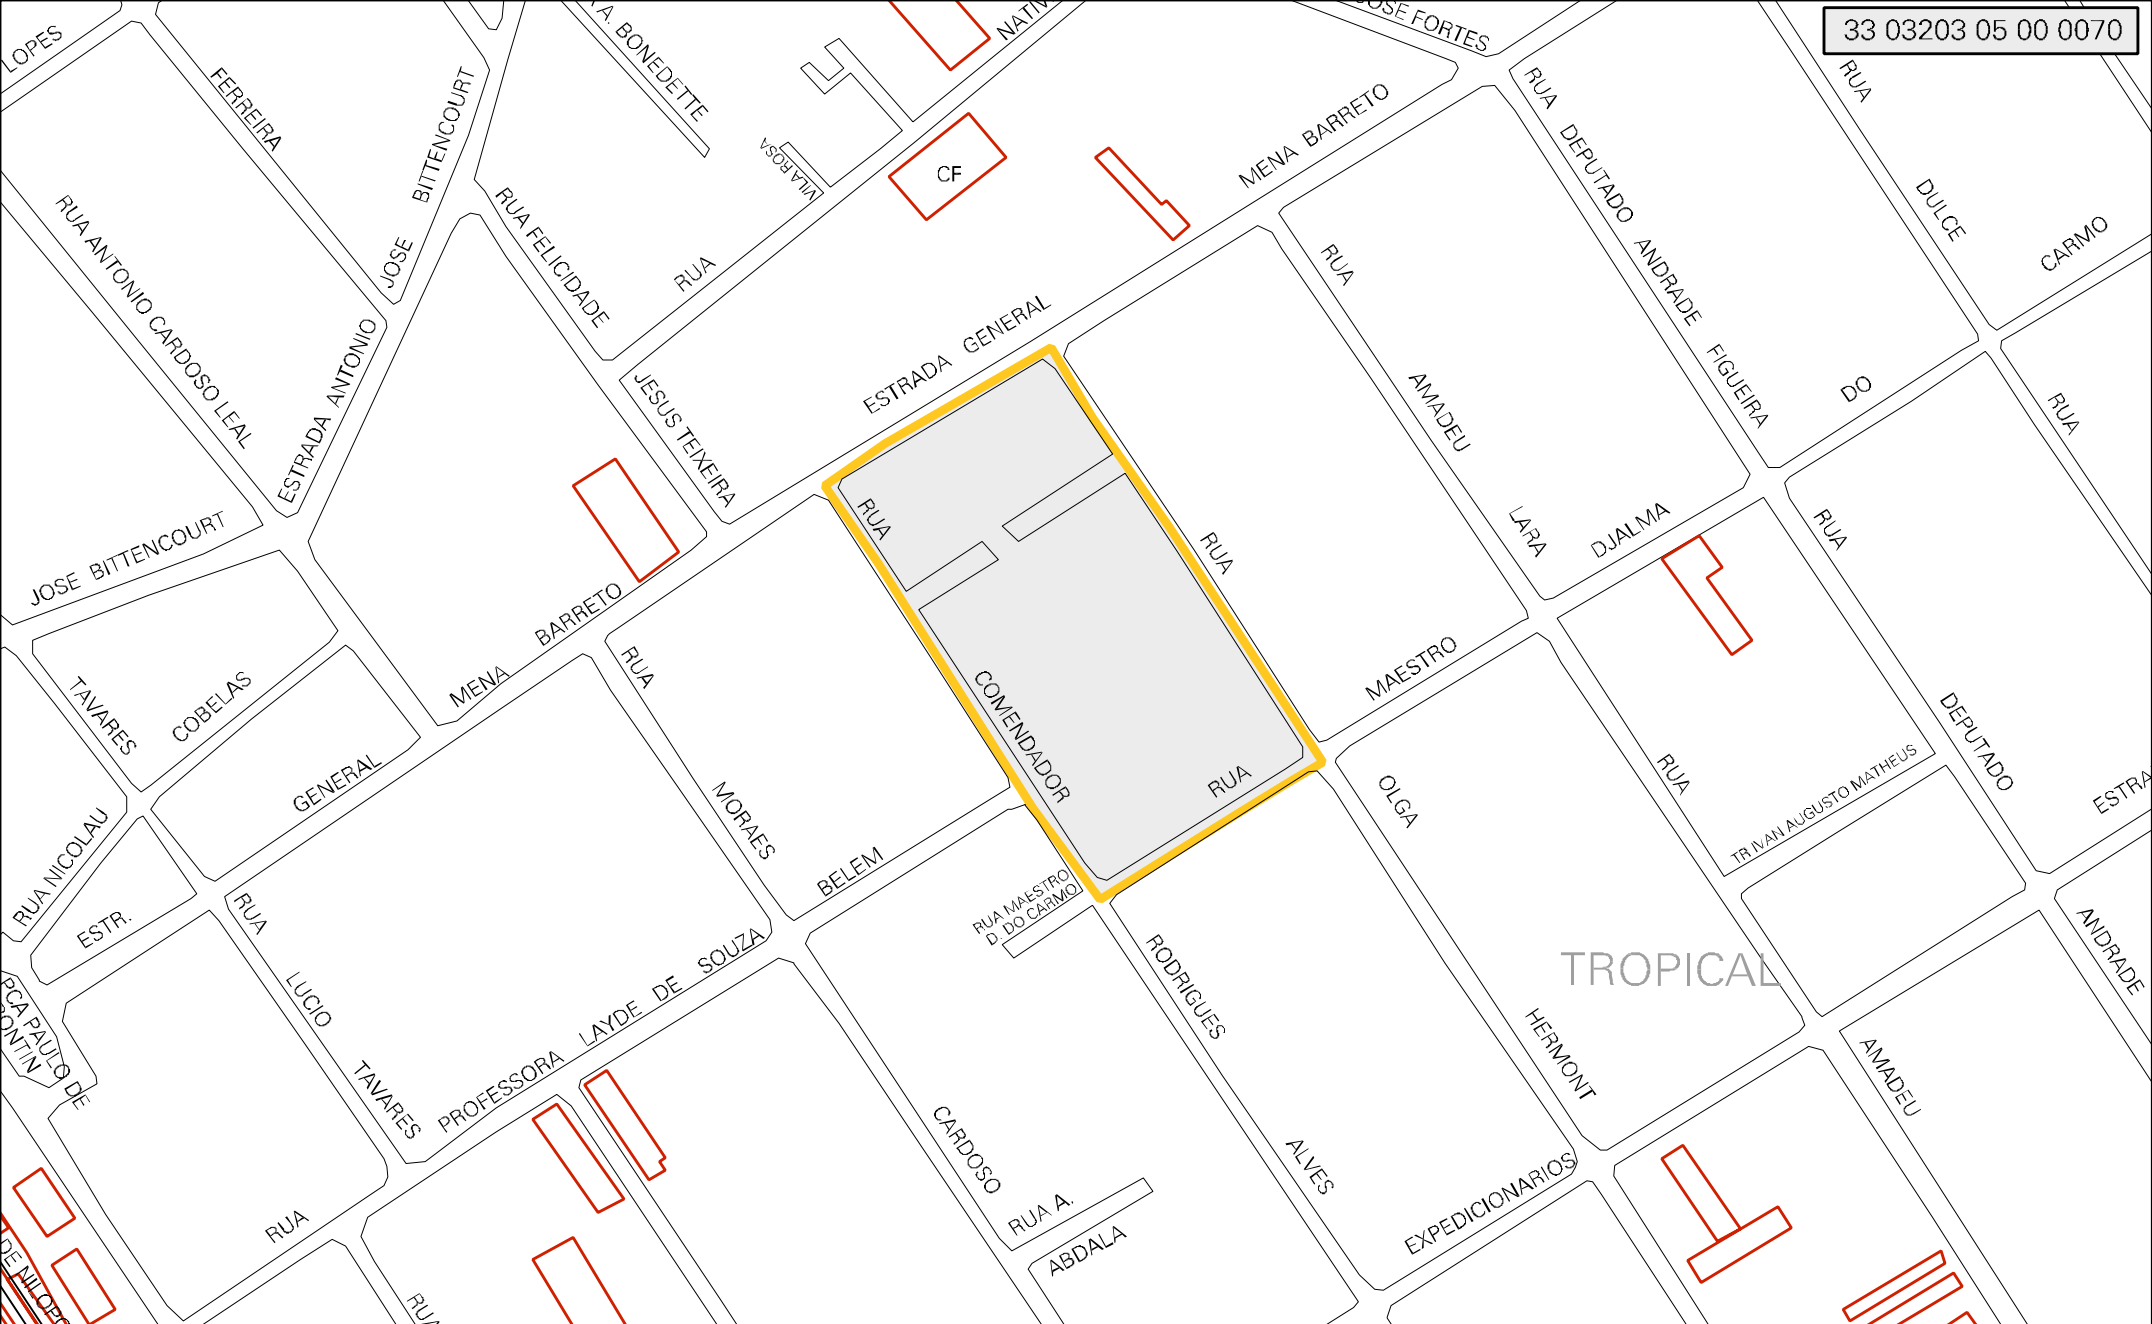 33 03203 05 00 0070
LOPES
FERREIRA
JOSE BITTENCOURT
A. BONEDETTE
VILA ROSA
RUA
CF
MENA BARRETO
JOSE FORTES
RUA DEPUTADO ANDRADE FIGUEIRA
RUA DULCE
CARMO
DO
DJALMA
MAESTRO
RUA
RUA ANTONIO CARDOSO LEAL
ESTRADA ANTONIO
RUA FELICIDADE
JESUS TEIXEIRA
ESTRADA GENERAL
RUA AMADEU LARA
RUA
RUA
JOSE BITTENCOURT
TAVARES
COBELAS
GENERAL
MENA BARRETO
RUA NICOLAU
ESTR.
RUA COMENDADOR
RUA
RUA MORAES
BELEM
RUA MAESTRO
D. DO CARMO
RODRIGUES
ALVES
OLGA
HERMONT
RUA
TR IVAN AUGUSTO MATHEUS
RUA DEPUTADO
ESTRA
ANDRADE
AMADEU
TROPICAL
PCA PAULO DE
RUA LUCIO TAVARES
RUA
PROFESSORA LAYDE DE SOUZA
CARDOSO
RUA A.
ABDALA
EXPEDICIONARIOS